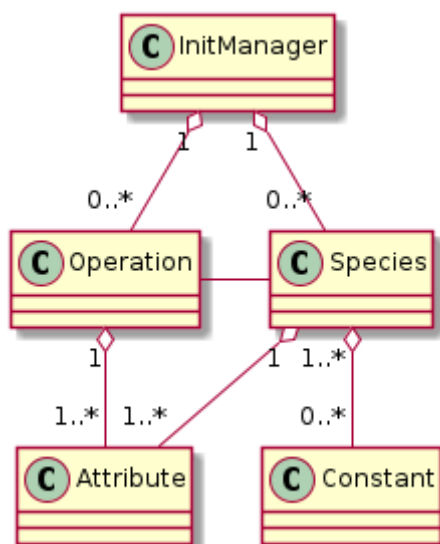 C InitManager
1 1
0..* 0..*
C Operation C Species
1 1 1..*
1..* 1..* 0..*
C Attribute C Constant